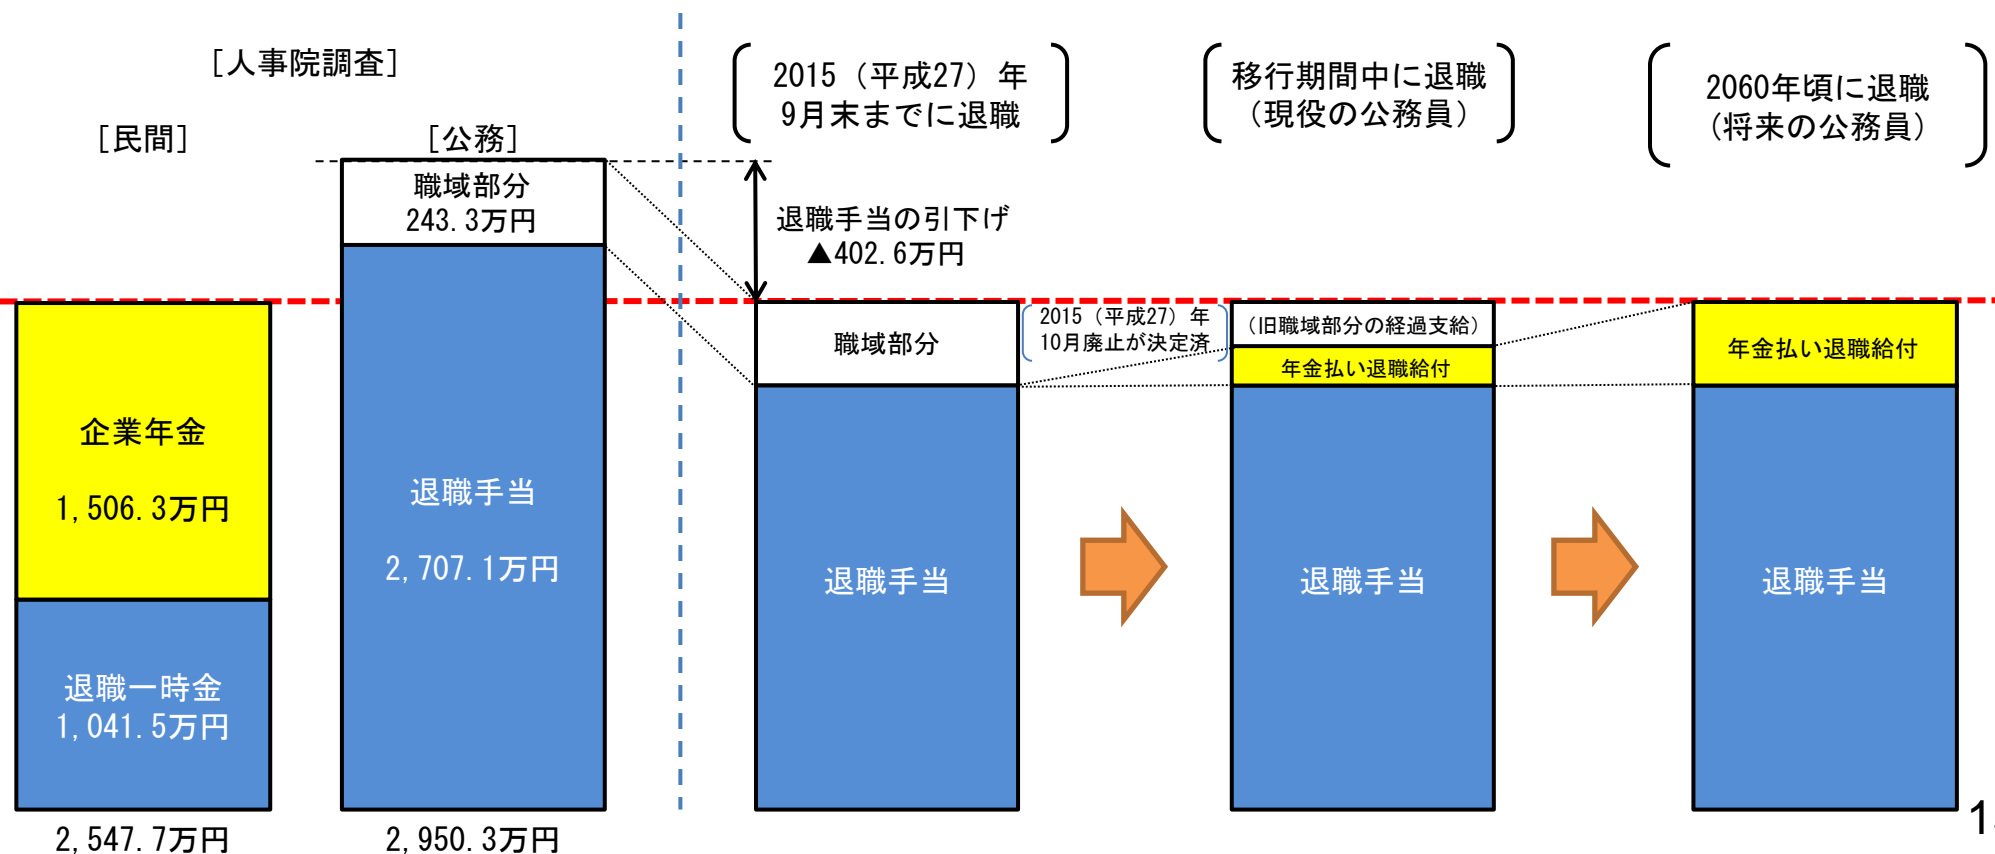 ［人事院調査］
［民間］
［公務］
職域部分
243.3万円
退職手当
2,707.1万円
2,950.3万円
企業年金
1,506.3万円
退職一時金
1,041.5万円
2,547.7万円
2015（平成27）年
9月末までに退職
退職手当の引下げ
▲402.6万円
職域部分
退職手当
2015（平成27）年
10月廃止が決定済
移行期間中に退職
（現役の公務員）
（旧職域部分の経過支給）
年金払い退職給付
退職手当
2060年頃に退職
（将来の公務員）
年金払い退職給付
退職手当